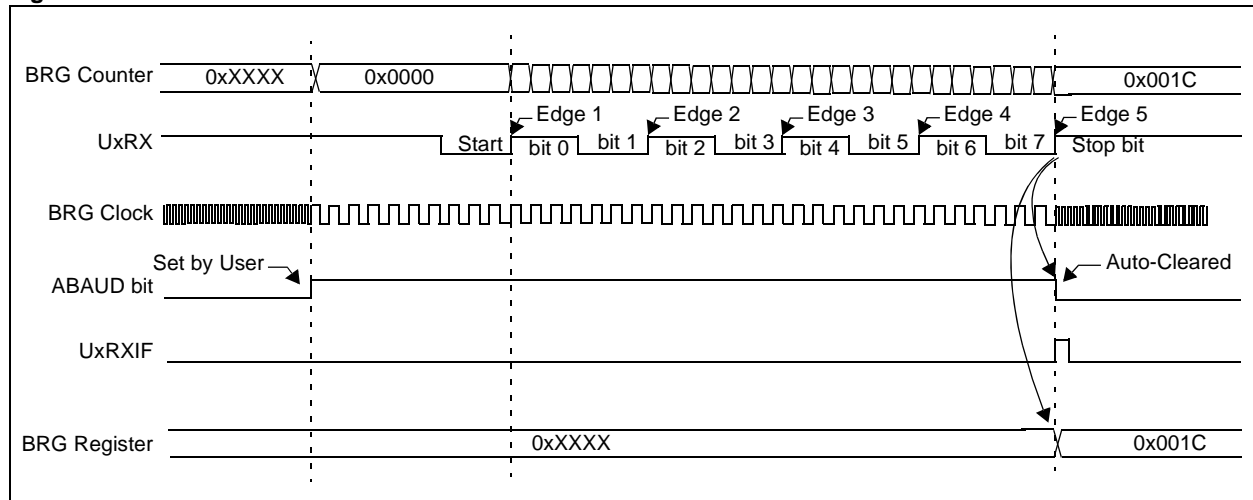 BRG Counter 0xXXXX 0x0000 0x001C
Edge 1 Edge 2 Edge 3 Edge 4 Edge 5
UxRX Start bit 0 bit 1 bit 2 bit 3 bit 4 bit 5 bit 6 bit 7 Stop bit
BRG Clock
Set by User Auto-Cleared
ABAUD bit
UxRXIF
BRG Register 0xXXXX 0x001C